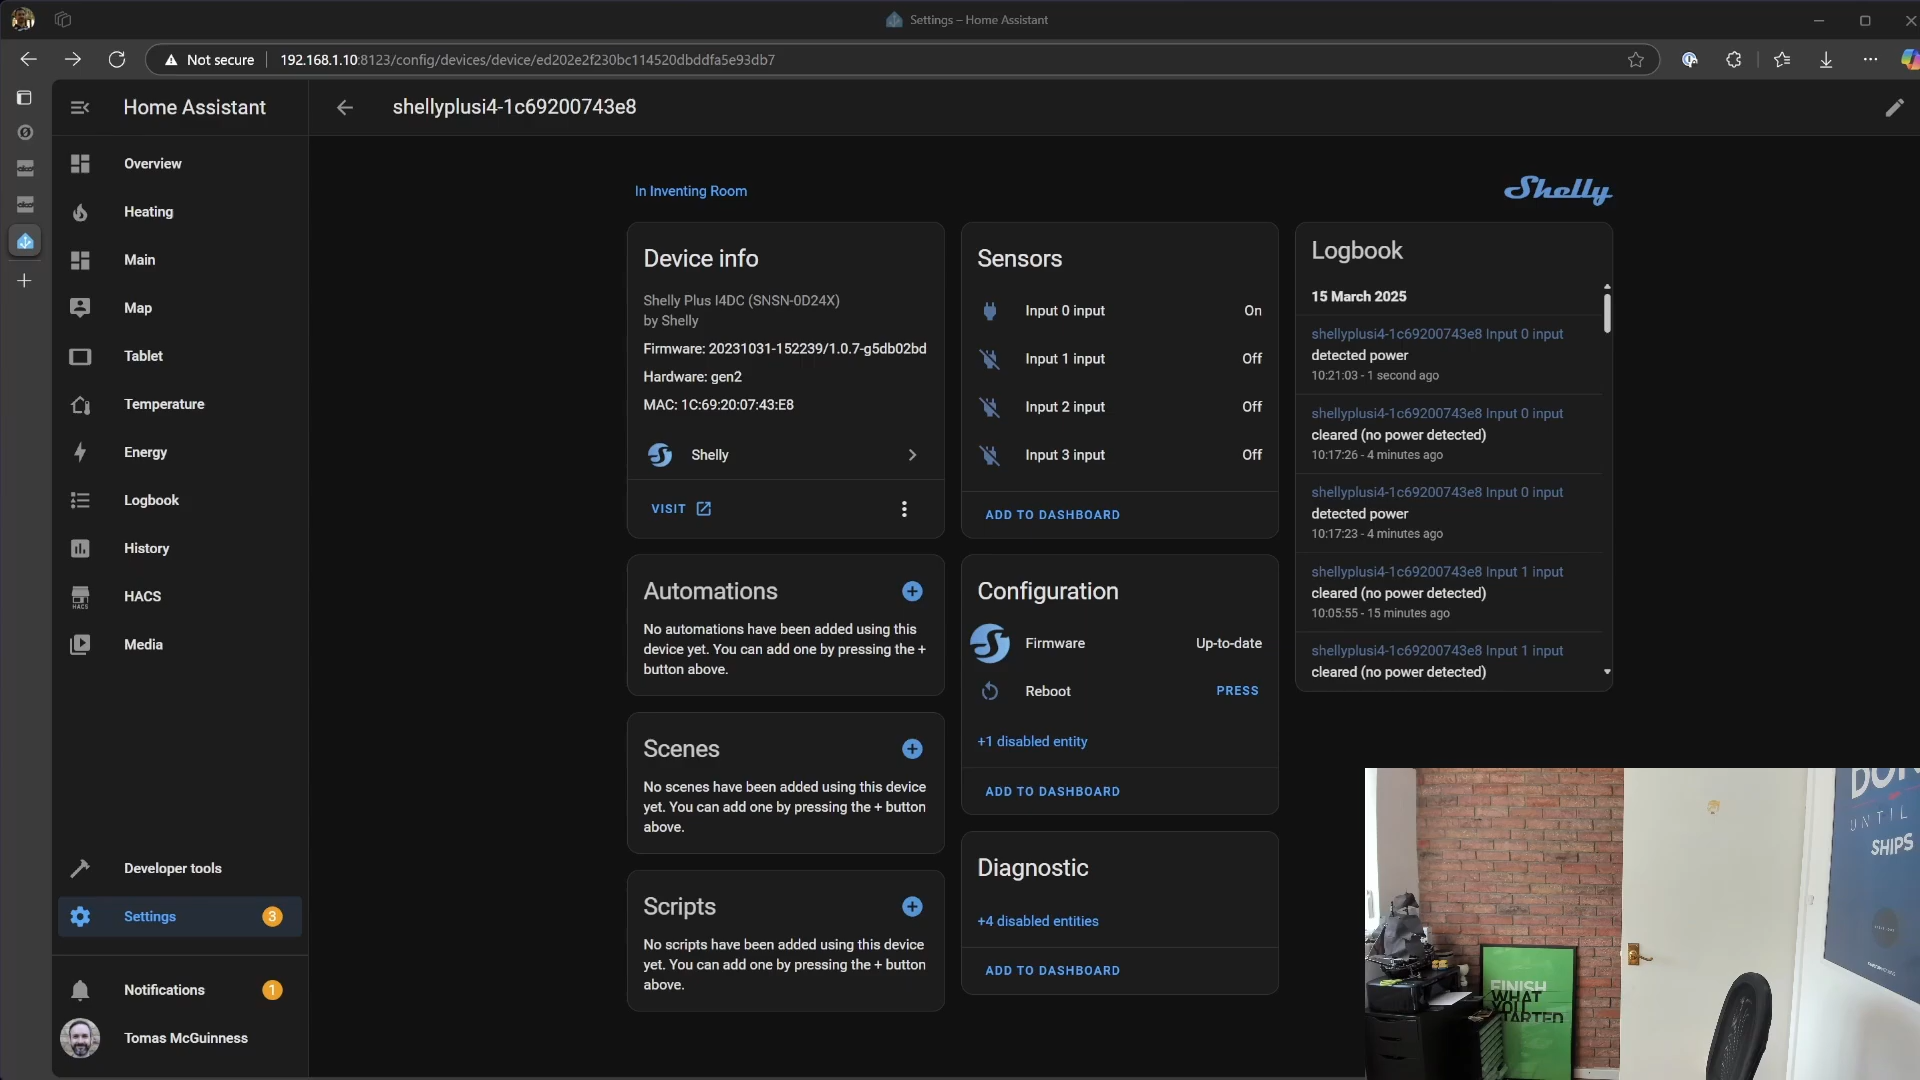 Settings – Home Assistant
Not secure
192.168.1.10:8123/config/devices/device/ed202e2f230bc114520dbddfa5e93db7
Home Assistant
shellyplusi4-1c69200743e8
Overview
Heating
Main
Map
Tablet
Temperature
Energy
Logbook
History
HACS
HACS
Media
Developer tools
Settings
3
Notifications
1
Tomas McGuinness
In Inventing Room
Shelly
Device info
Shelly Plus I4DC (SNSN-0D24X)
by Shelly
Firmware: 20231031-152239/1.0.7-g5db02bd
Hardware: gen2
MAC: 1C:69:20:07:43:E8
Shelly
VISIT
Automations
No automations have been added using this
device yet. You can add one by pressing the +
button above.
Scenes
No scenes have been added using this device
yet. You can add one by pressing the + button
above.
Scripts
No scripts have been added using this device
yet. You can add one by pressing the + button
above.
Sensors
Input 0 input On
Input 1 input Off
Input 2 input Off
Input 3 input Off
ADD TO DASHBOARD
Configuration
Firmware Up-to-date
Reboot PRESS
+1 disabled entity
ADD TO DASHBOARD
Diagnostic
+4 disabled entities
ADD TO DASHBOARD
Logbook
15 March 2025
shellyplusi4-1c69200743e8 Input 0 input
detected power
10:21:03 - 1 second ago
shellyplusi4-1c69200743e8 Input 0 input
cleared (no power detected)
10:17:26 - 4 minutes ago
shellyplusi4-1c69200743e8 Input 0 input
detected power
10:17:23 - 4 minutes ago
shellyplusi4-1c69200743e8 Input 1 input
cleared (no power detected)
10:05:55 - 15 minutes ago
shellyplusi4-1c69200743e8 Input 1 input
cleared (no power detected)
UNTIL
SHIPS
FINISH
WHAT
YOU
STARTED